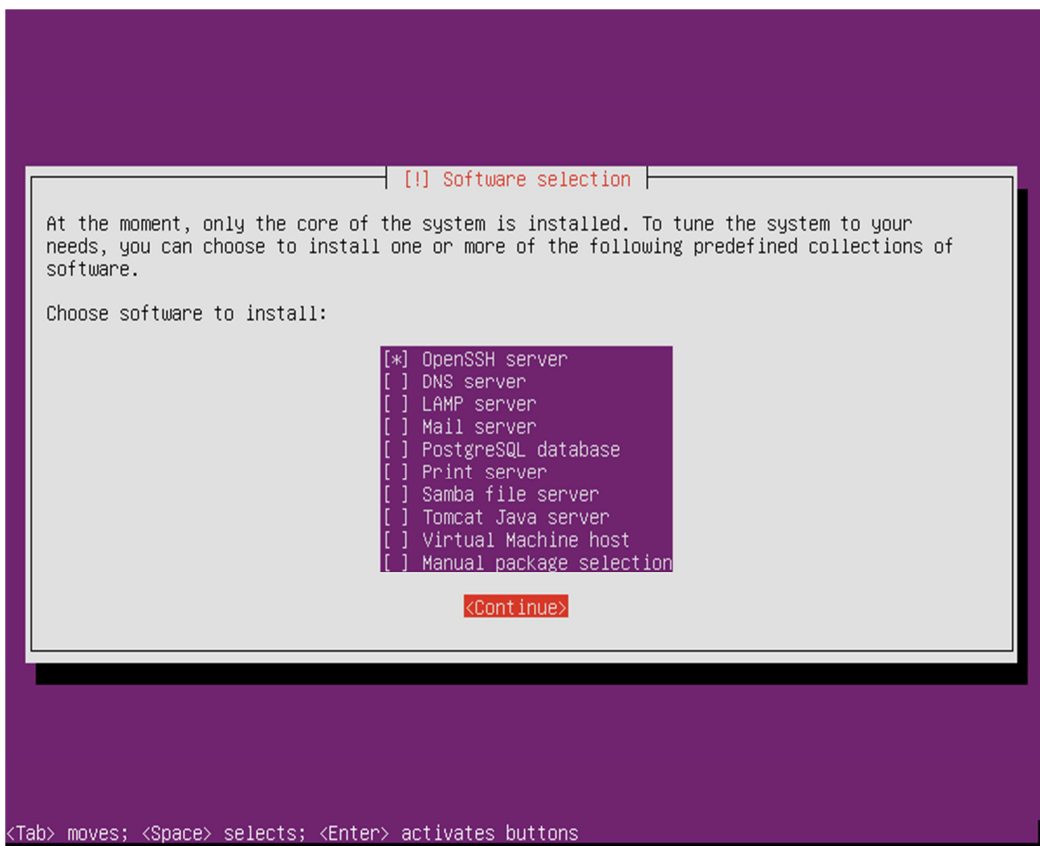 [!] Software selection
At the moment, only the core of the system is installed. To tune the system to your
needs, you can choose to install one or more of the following predefined collections of
software.
Choose software to install:
[*] OpenSSH server
[ ] DNS server
[ ] LAMP server
[ ] Mail server
[ ] PostgreSQL database
[ ] Print server
[ ] Samba file server
[ ] Tomcat Java server
[ ] Virtual Machine host
[ ] Manual package selection
<Continue>
<Tab> moves; <Space> selects; <Enter> activates buttons